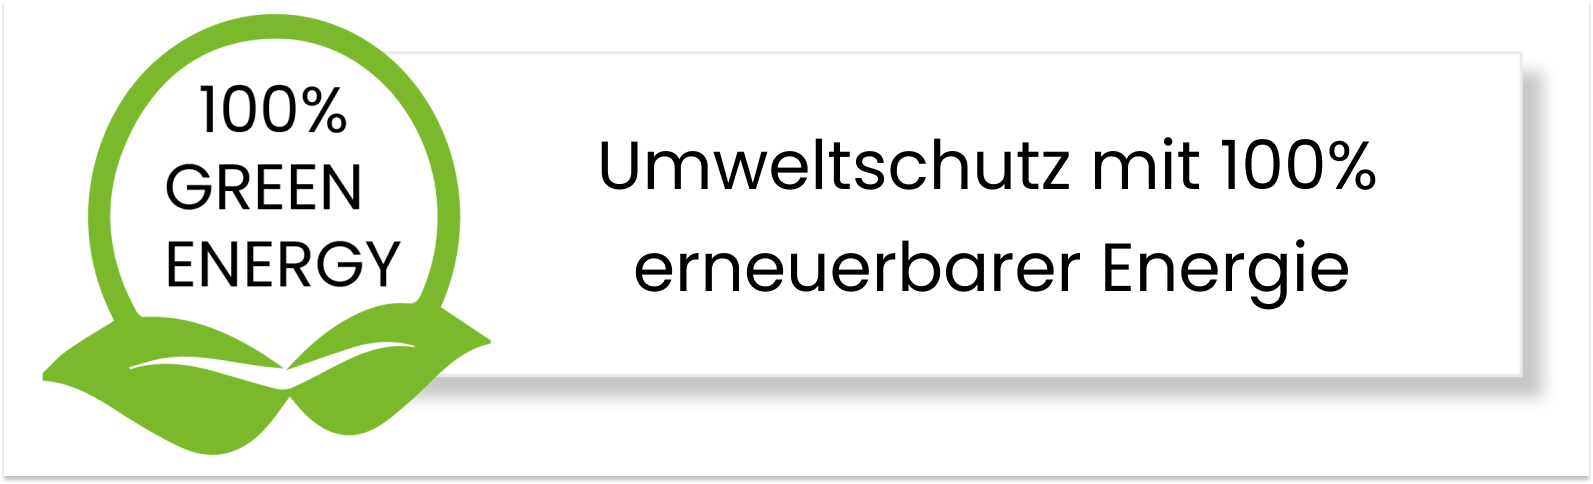 100%
GREEN
ENERGY
Umweltschutz mit 100%
erneuerbarer Energie